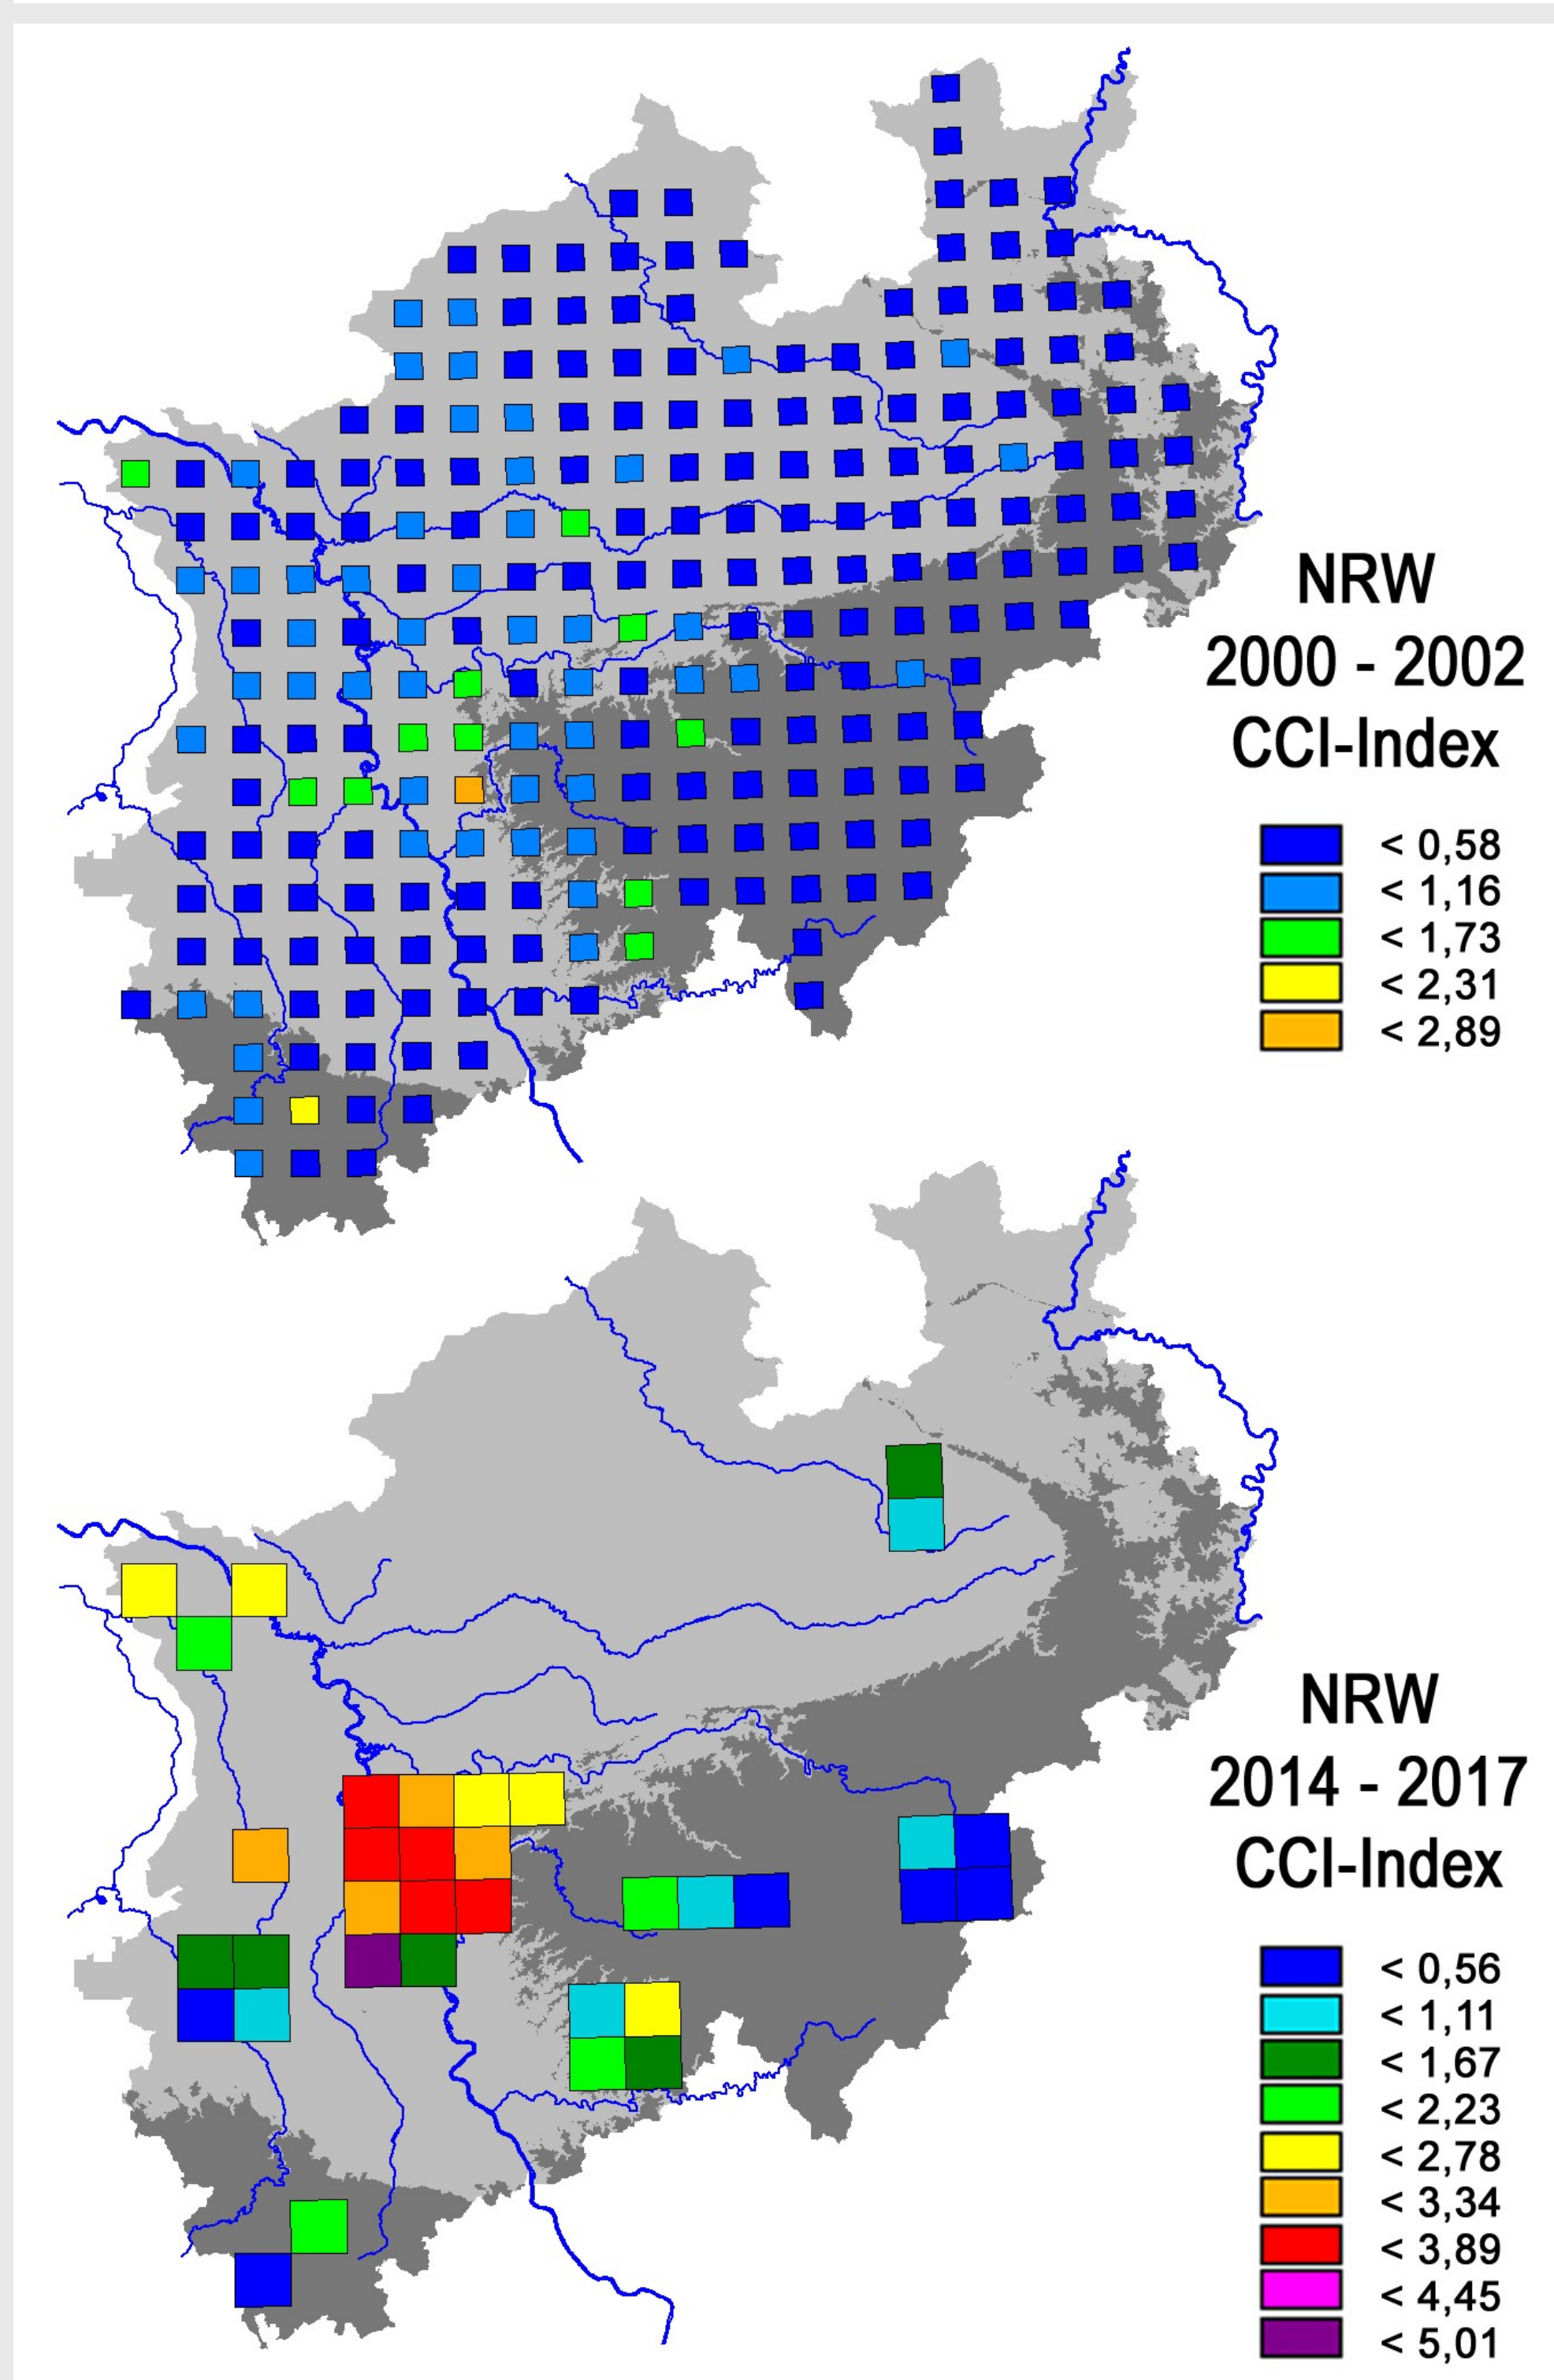 NRW
2000 - 2002
CCI-Index
< 0,58
< 1,16
< 1,73
< 2,31
< 2,89
NRW
2014 - 2017
CCI-Index
< 0,56
< 1,11
< 1,67
< 2,23
< 2,78
< 3,34
< 3,89
< 4,45
< 5,01